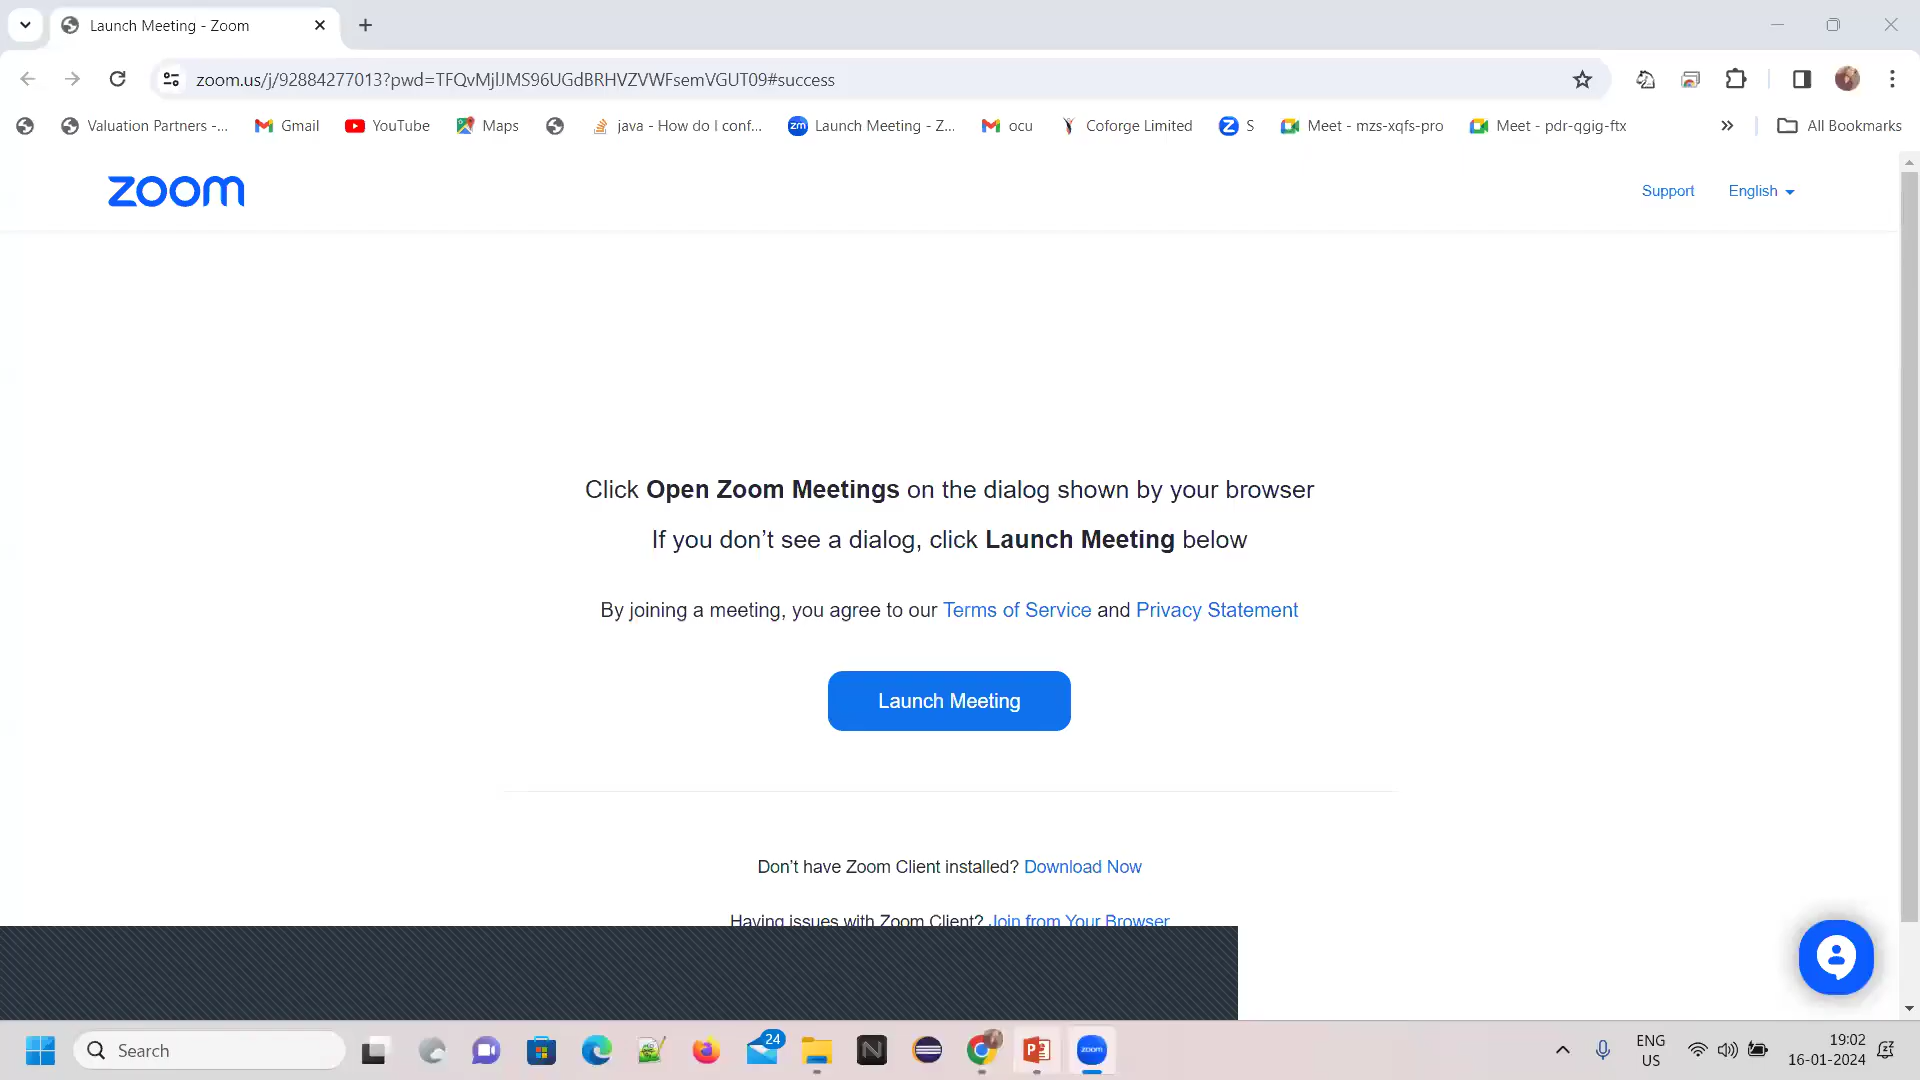 Launch Meeting - Zoom
zoom.us/j/92884277013?pwd=TFQvMjlJMS96UGdBRHVZVWFsemVGUT09#success
Valuation Partners -... Gmail YouTube Maps java - How do I conf... zm Launch Meeting - Z... ocu Coforge Limited S Meet - mzs-xqfs-pro Meet - pdr-qgig-ftx » All Bookmarks
zoom
Support English
Click Open Zoom Meetings on the dialog shown by your browser
If you don’t see a dialog, click Launch Meeting below
By joining a meeting, you agree to our Terms of Service and Privacy Statement
Launch Meeting
Don’t have Zoom Client installed? Download Now
Having issues with Zoom Client? Join from Your Browser
Search
24
zoom
ENG
US
19:02
16-01-2024